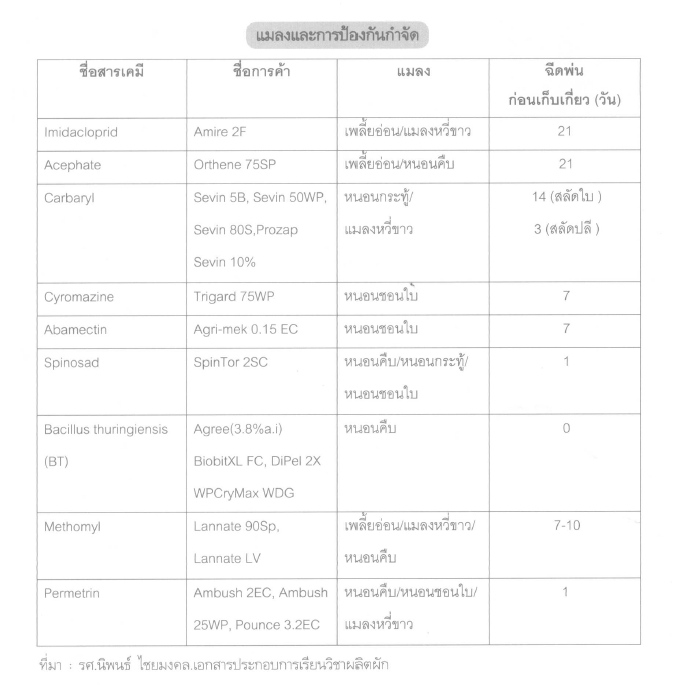 แมลงและการป้องกันกำจัด
ชื่อสารเคมี ชื่อการค้า แมลง ฉีดพ่น
ก่อนเก็บเกี่ยว (วัน)
Imidacloprid Amire 2F เพลี้ยอ่อน/แมลงหวี่ขาว 21
Acephate Orthene 75SP เพลี้ยอ่อน/หนอนคืบ 21
Carbaryl Sevin 5B, Sevin 50WP, หนอนกระทู้/ 14 (สลัดใบ )
Sevin 80S,Prozap แมลงหวี่ขาว 3 (สลัดปลี )
Sevin 10%
Cyromazine Trigard 75WP หนอนชอนใบ้ 7
Abamectin Agri-mek 0.15 EC หนอนชอนใบ 7
Spinosad SpinTor 2SC หนอนคืบ/หนอนกระทู้/ 1
หนอนชอนใบ
Bacillus thuringiensis Agree(3.8%a.i) หนอนคืบ 0
(BT) BiobitXL FC, DiPel 2X
WPCryMax WDG
Methomyl Lannate 90Sp, เพลี้ยอ่อน/แมลงหวี่ขาว/ 7-10
Lannate LV หนอนคืบ
Permetrin Ambush 2EC, Ambush หนอนคืบ/หนอนชอนใบ/ 1
25WP, Pounce 3.2EC แมลงหวี่ขาว
ที่มา : รศ.นิพนธ์ ไชยมงคล.เอกสารประกอบการเรียนวิชาผลิตผัก